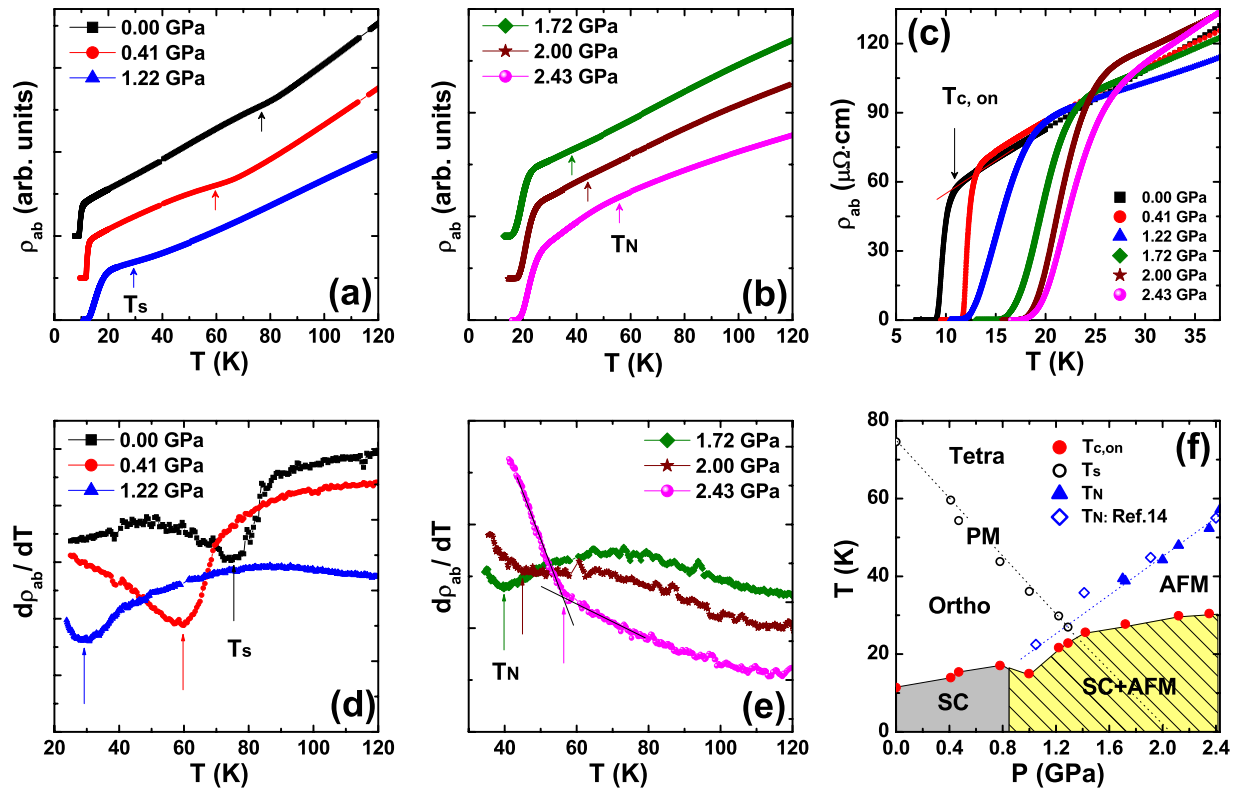 0.00 GPa
0.41 GPa
1.22 GPa
Ts
(a)
ρab (arb. units)
0 20 40 60 80 100 120
T (K)
1.72 GPa
2.00 GPa
2.43 GPa
TN
(b)
ρab (arb. units)
0 20 40 60 80 100 120
T (K)
(c)
Tc, on
0.00 GPa
0.41 GPa
1.22 GPa
1.72 GPa
2.00 GPa
2.43 GPa
ρab (μΩ·cm)
120
90
60
30
0
5 10 15 20 25 30 35
T (K)
0.00 GPa
0.41 GPa
1.22 GPa
Ts
(d)
dρab/ dT
20 40 60 80 100 120
T (K)
1.72 GPa
2.00 GPa
2.43 GPa
TN
(e)
dρab/ dT
40 60 80 100 120
T (K)
(f)
Tc,on
Ts
TN
TN: Ref.14
Tetra
PM
Ortho
AFM
SC
SC+AFM
T (K)
80
60
40
20
0
0.0 0.4 0.8 1.2 1.6 2.0 2.4
P (GPa)